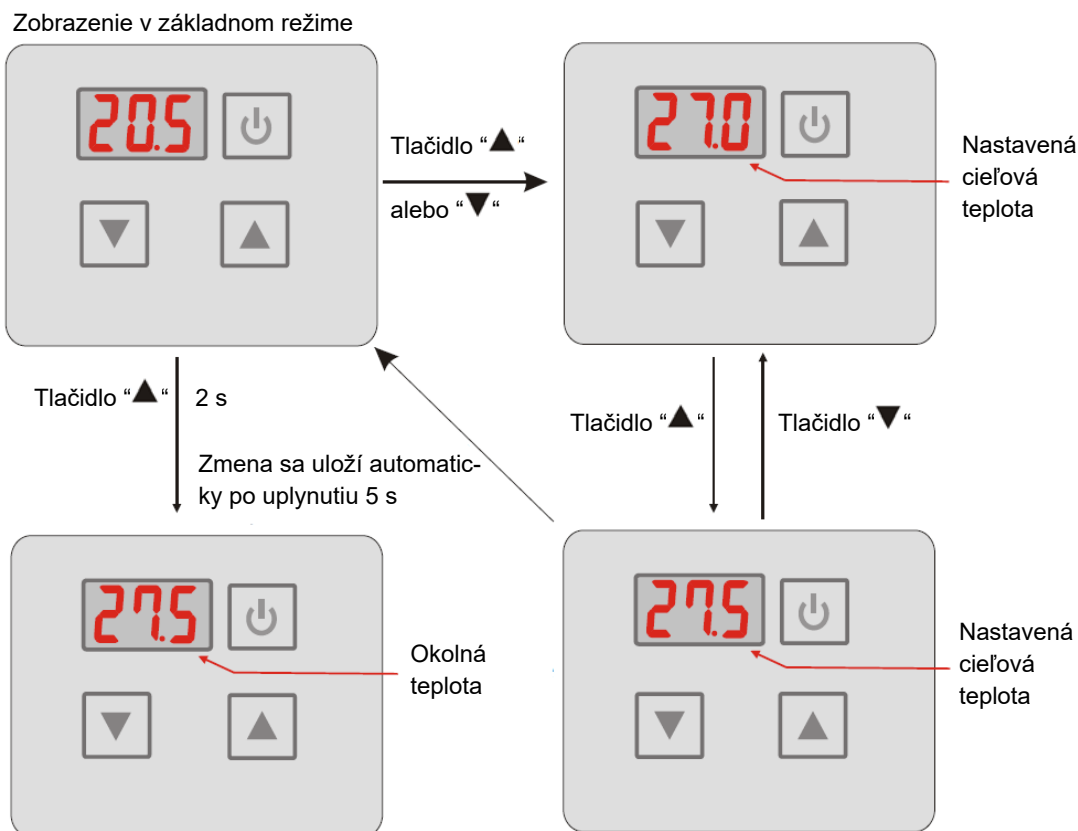 Zobrazenie v základnom režime
20.5
Tlačidlo “▲“
alebo “▼“
27.0
Nastavená
cieľová
teplota
Tlačidlo “▲“ 2 s
Zmena sa uloží automatic-
ky po uplynutiu 5 s
Tlačidlo “▲“
Tlačidlo “▼“
27.5
Okolná
teplota
27.5
Nastavená
cieľová
teplota